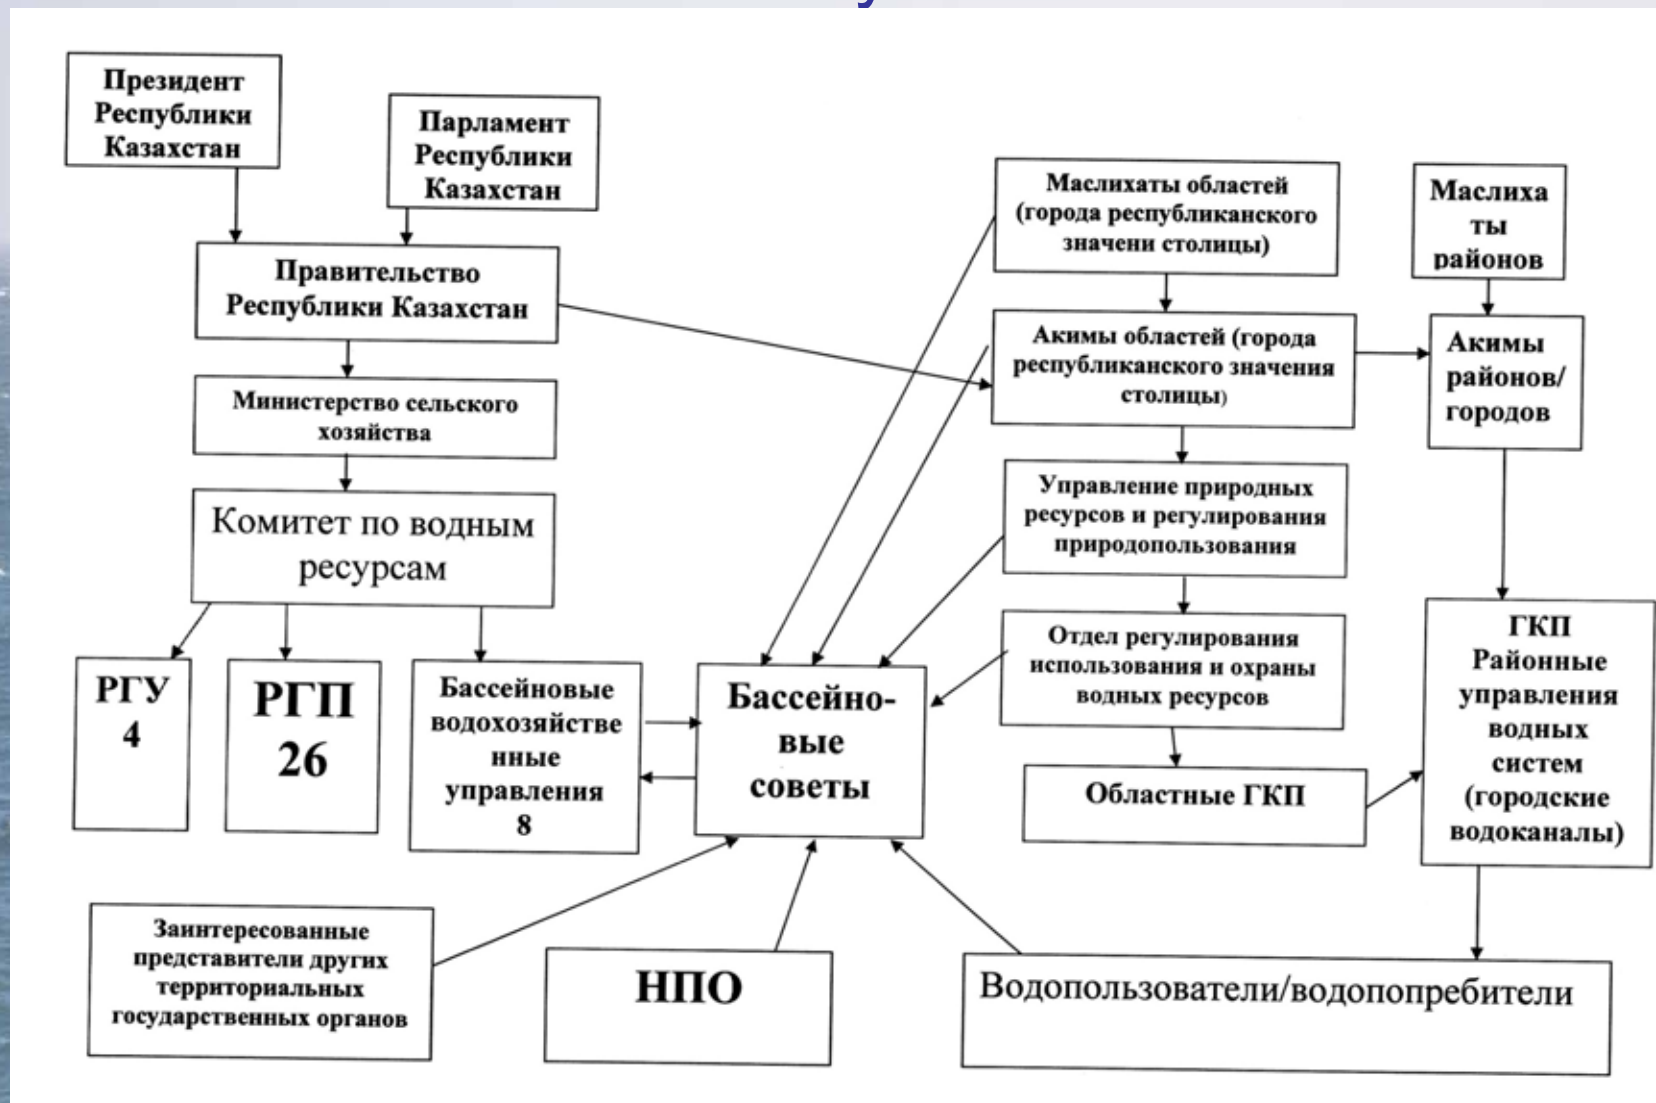 Президент
Республики
Казахстан
Парламент
Республики
Казахстан
Правительство
Республики Казахстан
Министерство сельского
хозяйства
Комитет по водным
ресурсам
РГУ
4
РГП
26
Бассейновые
водохозяйстве
нные
управления
8
Бассейно-
вые
советы
Маслихаты областей
(города республиканского
значени столицы)
Акимы областей (города
республиканского значения
столицы)
Управление природных
ресурсов и регулирования
природопользования
Отдел регулирования
использования и охраны
водных ресурсов
Областные ГКП
Маслиха
ты
районов
Акимы
районов/
городов
ГКП
Районные
управления
водных
систем
(городские
водоканалы)
Заинтересованные
представители других
территориальных
государственных органов
НПО
Водопользователи/водопопребители